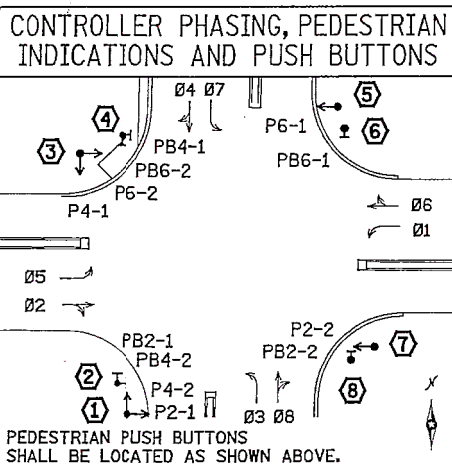 CONTROLLER PHASING, PEDESTRIAN
INDICATIONS AND PUSH BUTTONS
Ø4 Ø7
5
4
P6-1
6
3
PB4-1
PB6-1
PB6-2
P6-2
P4-1
Ø6
Ø1
Ø5
Ø2
PB2-1
P2-2
PB4-2
PB2-2
7
2
P4-2
8
1
P2-1
Ø3 Ø8
N
PEDESTRIAN PUSH BUTTONS
SHALL BE LOCATED AS SHOWN ABOVE.